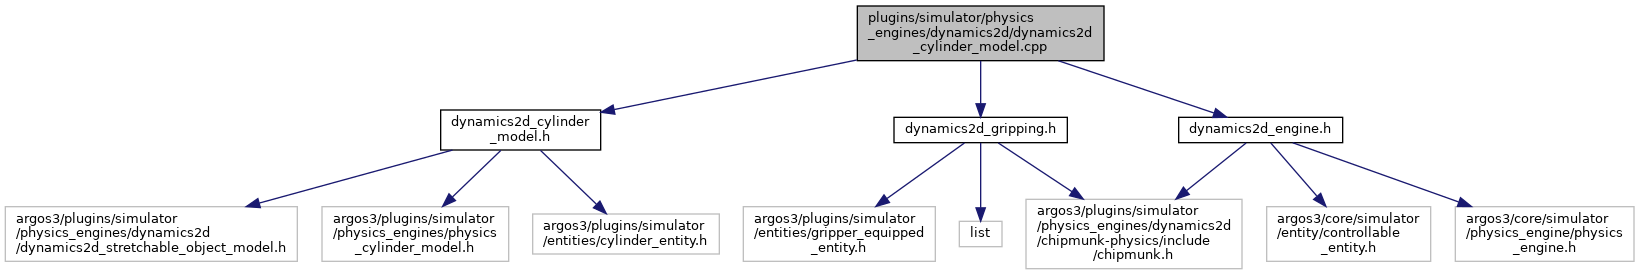 plugins/simulator/physics
_engines/dynamics2d/dynamics2d
_cylinder_model.cpp
dynamics2d_cylinder
_model.h
dynamics2d_gripping.h
dynamics2d_engine.h
argos3/plugins/simulator
/physics_engines/dynamics2d
/dynamics2d_stretchable_object_model.h
argos3/plugins/simulator
/physics_engines/physics
_cylinder_model.h
argos3/plugins/simulator
/entities/cylinder_entity.h
argos3/plugins/simulator
/entities/gripper_equipped
_entity.h
list
argos3/plugins/simulator
/physics_engines/dynamics2d
/chipmunk-physics/include
/chipmunk.h
argos3/core/simulator
/entity/controllable
_entity.h
argos3/core/simulator
/physics_engine/physics
_engine.h